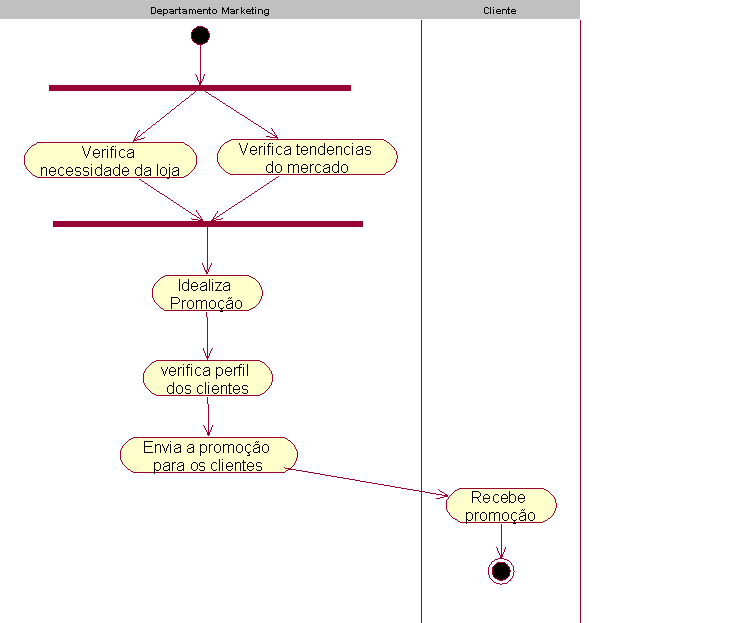 Departamento Marketing
Cliente
Verifica
necessidade da loja
Verifica tendencias
do mercado
Idealiza
Promoção
verifica perfil
dos clientes
Envia a promoção
para os clientes
Recebe
promoção